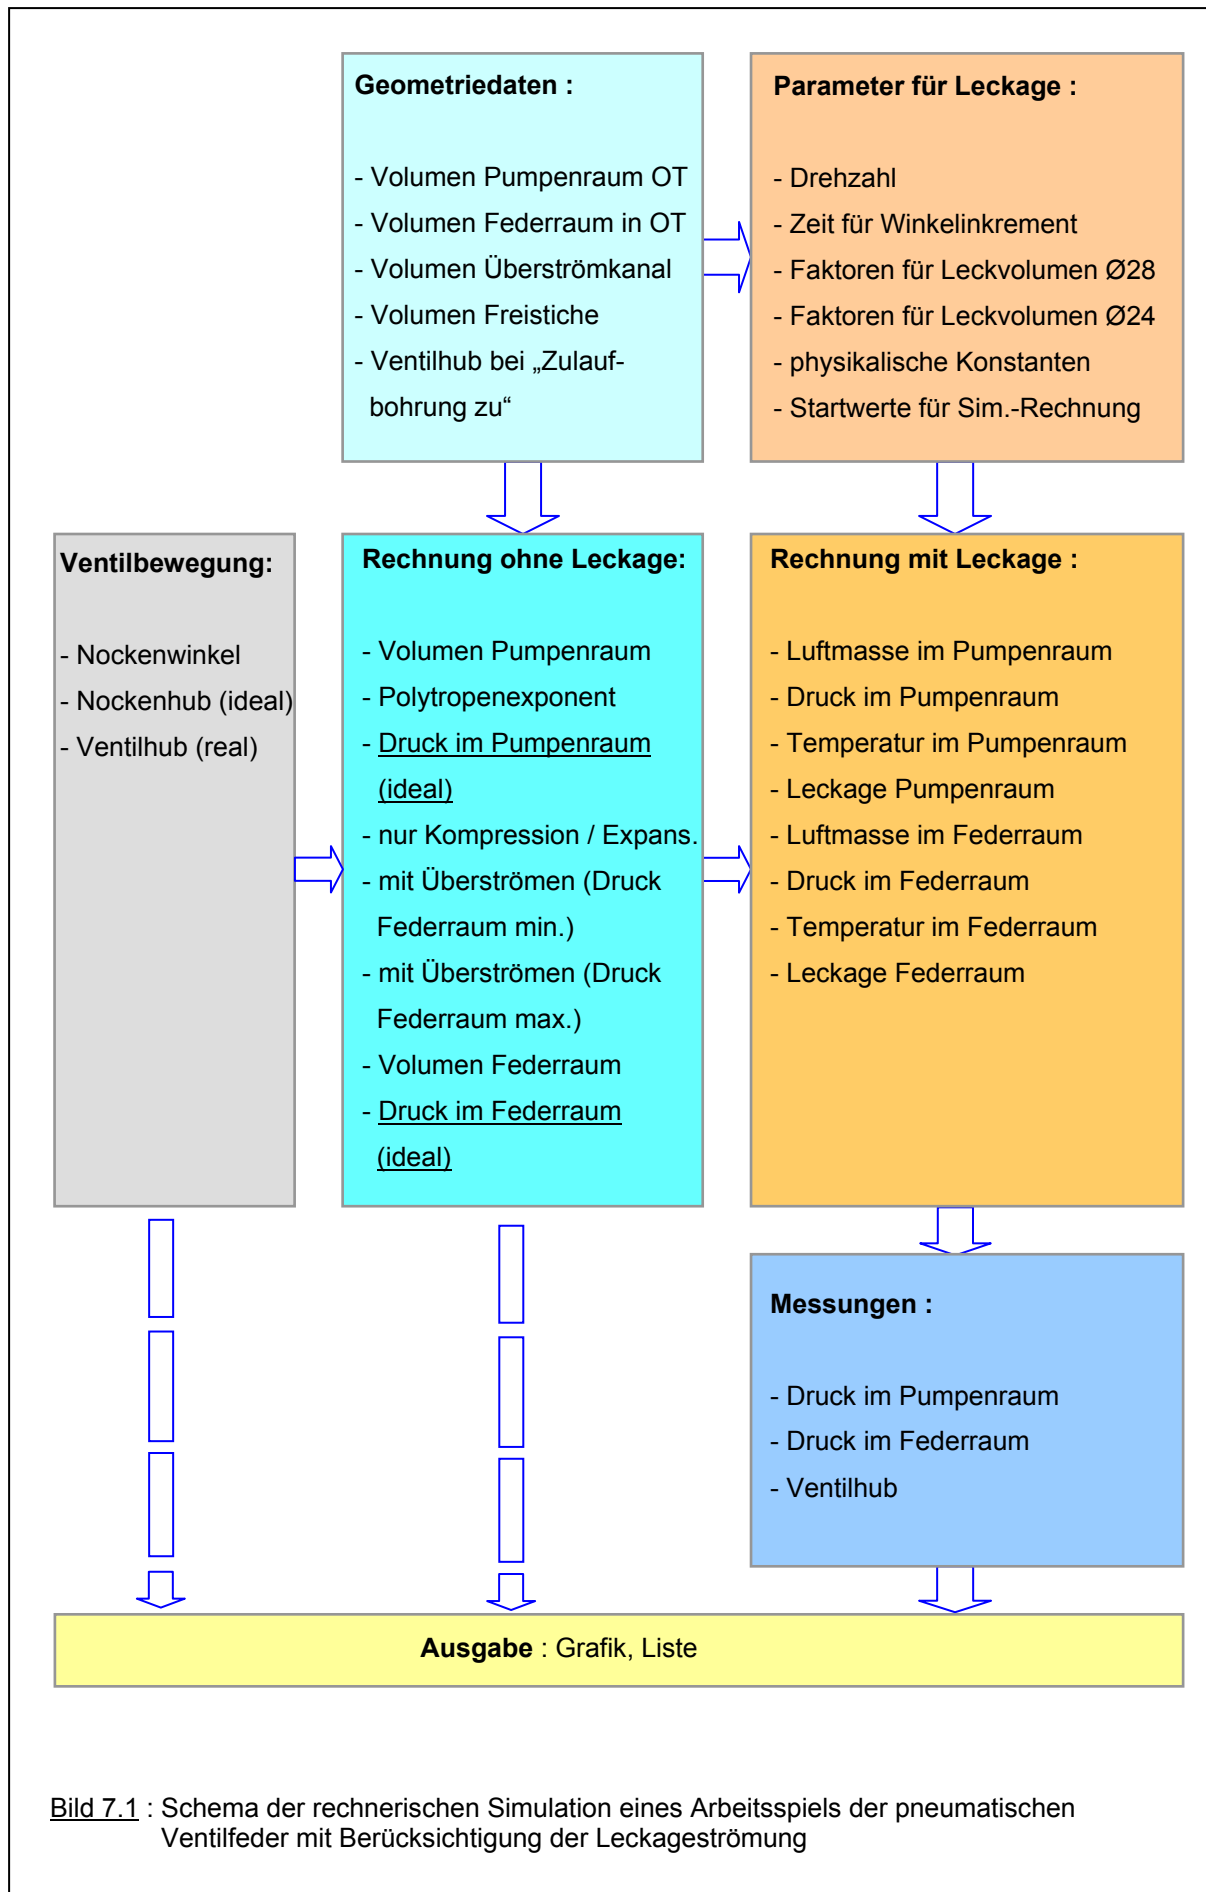 Geometriedaten :
- Volumen Pumpenraum OT
- Volumen Federraum in OT
- Volumen Überströmkanal
- Volumen Freistiche
- Ventilhub bei „Zulauf-
bohrung zu“
Parameter für Leckage :
- Drehzahl
- Zeit für Winkelinkrement
- Faktoren für Leckvolumen Ø28
- Faktoren für Leckvolumen Ø24
- physikalische Konstanten
- Startwerte für Sim.-Rechnung
Ventilbewegung:
- Nockenwinkel
- Nockenhub (ideal)
- Ventilhub (real)
Rechnung ohne Leckage:
- Volumen Pumpenraum
- Polytropenexponent
- Druck im Pumpenraum
(ideal)
- nur Kompression / Expans.
- mit Überströmen (Druck
Federraum min.)
- mit Überströmen (Druck
Federraum max.)
- Volumen Federraum
- Druck im Federraum
(ideal)
Rechnung mit Leckage :
- Luftmasse im Pumpenraum
- Druck im Pumpenraum
- Temperatur im Pumpenraum
- Leckage Pumpenraum
- Luftmasse im Federraum
- Druck im Federraum
- Temperatur im Federraum
- Leckage Federraum
Messungen :
- Druck im Pumpenraum
- Druck im Federraum
- Ventilhub
Ausgabe : Grafik, Liste
Bild 7.1 : Schema der rechnerischen Simulation eines Arbeitsspiels der pneumatischen
Ventilfeder mit Berücksichtigung der Leckageströmung